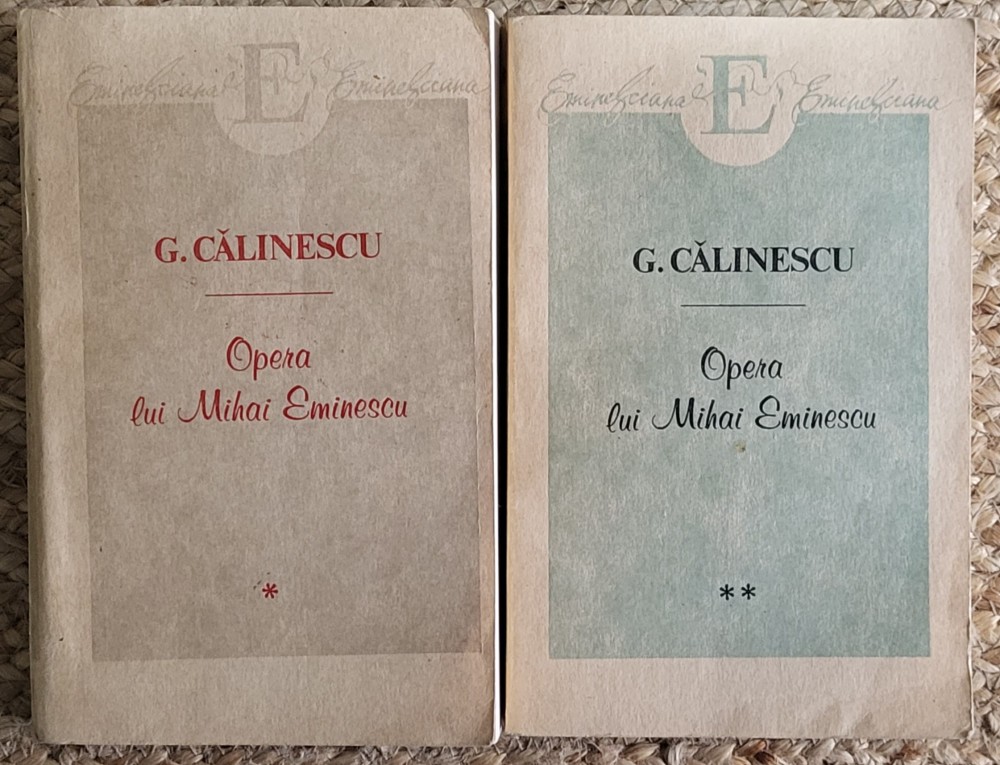 Eminesciana E Eminesciana
G. CĂLINESCU
Opera
lui Mihai Eminescu
*
Eminesciana E Eminesciana
G. CĂLINESCU
Opera
lui Mihai Eminescu
**